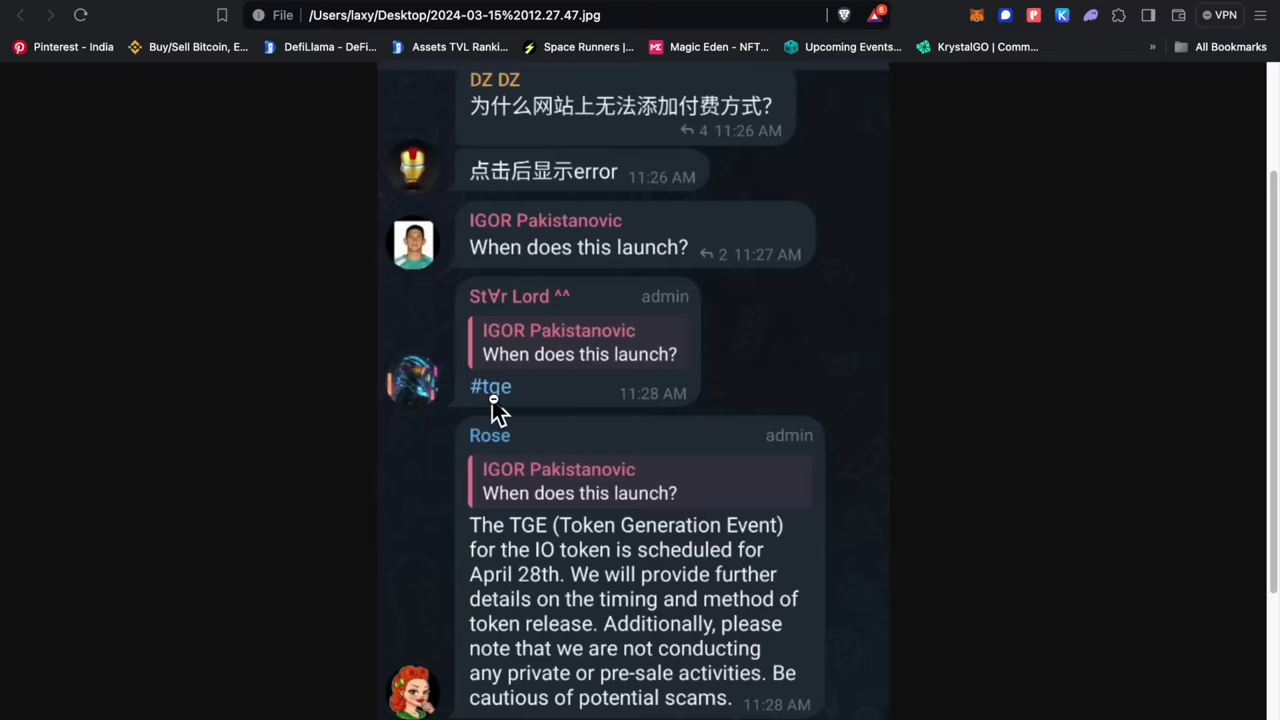 File
/Users/laxy/Desktop/2024-03-15%2012.27.47.jpg
6
VPN
Pinterest - India
Buy/Sell Bitcoin, E...
DefiLlama - DeFi...
Assets TVL Ranki...
Space Runners |...
Magic Eden - NFT...
Upcoming Events...
KrystalGO | Comm...
»
All Bookmarks
DZ DZ
为什么网站上无法添加付费方式？
4 11:26 AM
点击后显示error 11:26 AM
IGOR Pakistanovic
When does this launch? 2 11:27 AM
St∀r Lord ^^ admin
IGOR Pakistanovic
When does this launch?
#tge 11:28 AM
Rose admin
IGOR Pakistanovic
When does this launch?
The TGE (Token Generation Event)
for the IO token is scheduled for
April 28th. We will provide further
details on the timing and method of
token release. Additionally, please
note that we are not conducting
any private or pre-sale activities. Be
cautious of potential scams. 11:28 AM